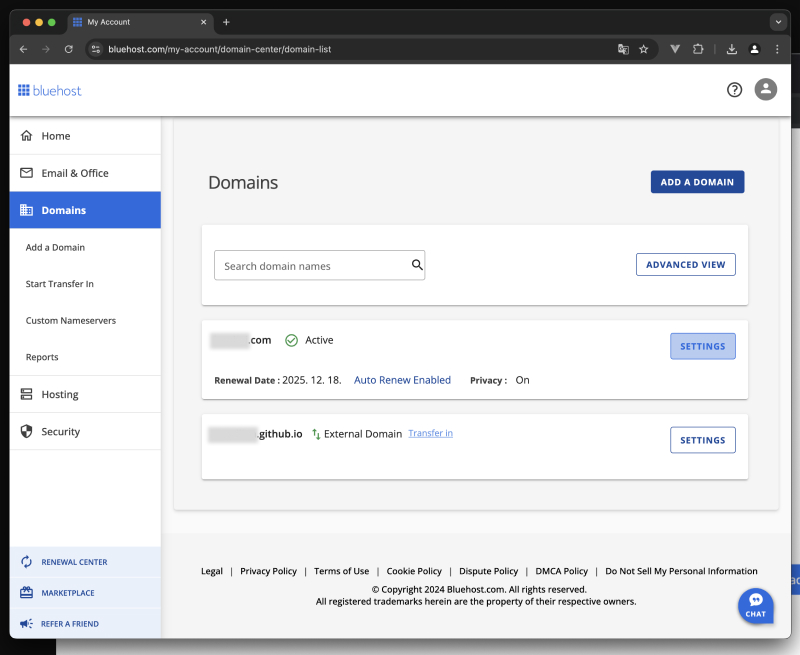 My Account
bluehost.com/my-account/domain-center/domain-list
bluehost
Home
Email & Office
Domains
Add a Domain
Start Transfer In
Custom Nameservers
Reports
Hosting
Security
RENEWAL CENTER
MARKETPLACE
REFER A FRIEND
Domains
ADD A DOMAIN
Search domain names
ADVANCED VIEW
.com Active
SETTINGS
Renewal Date : 2025. 12. 18. Auto Renew Enabled Privacy : On
.github.io External Domain Transfer in
SETTINGS
Legal | Privacy Policy | Terms of Use | Cookie Policy | Dispute Policy | DMCA Policy | Do Not Sell My Personal Information
© Copyright 2024 Bluehost.com. All rights reserved.
All registered trademarks herein are the property of their respective owners.
CHAT